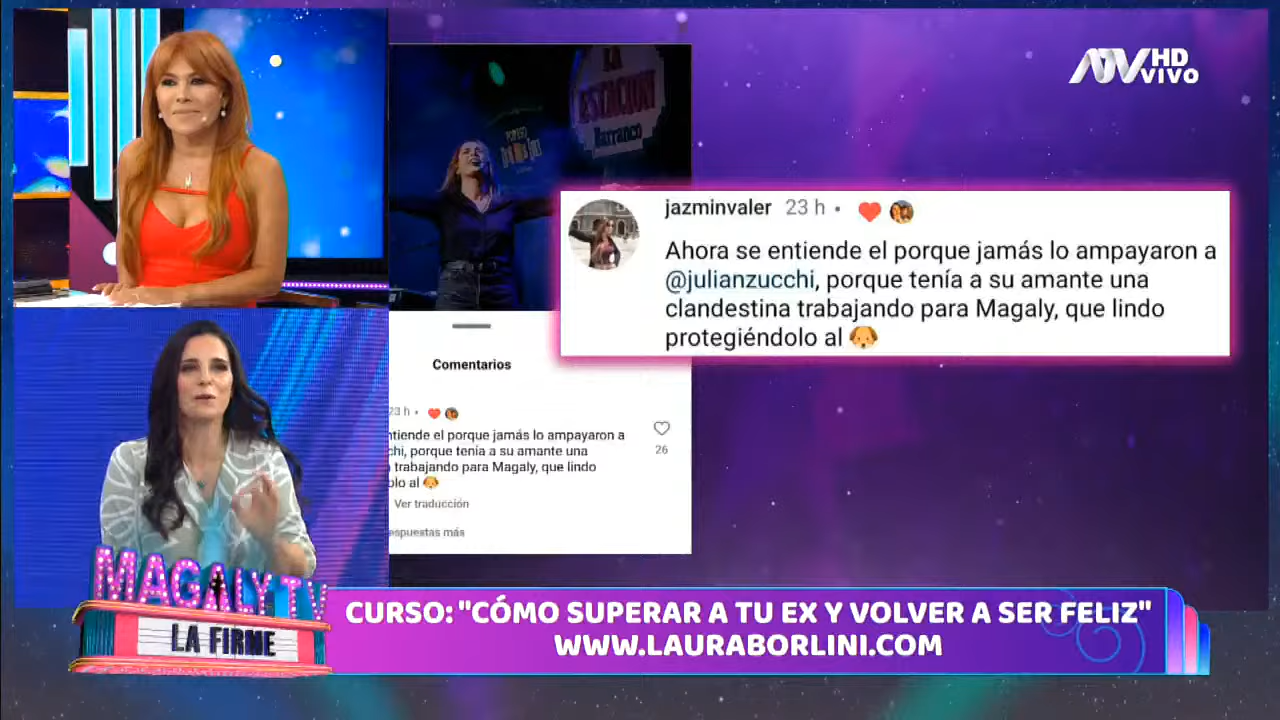 ATV HD
VIVO
LA
ESTACION
Barranco
jazminvaler 23 h •
Ahora se entiende el porque jamás lo ampayaron a
@julianzucchi, porque tenía a su amante una
clandestina trabajando para Magaly, que lindo
protegiéndolo al
Comentarios
23 h •
ntiende el porque jamás lo ampayaron a
chi, porque tenía a su amante una
trabajando para Magaly, que lindo
olo al
26
Ver traducción
espuestas más
MAGALY TV
LA FIRME
CURSO: "CÓMO SUPERAR A TU EX Y VOLVER A SER FELIZ"
WWW.LAURABORLINI.COM